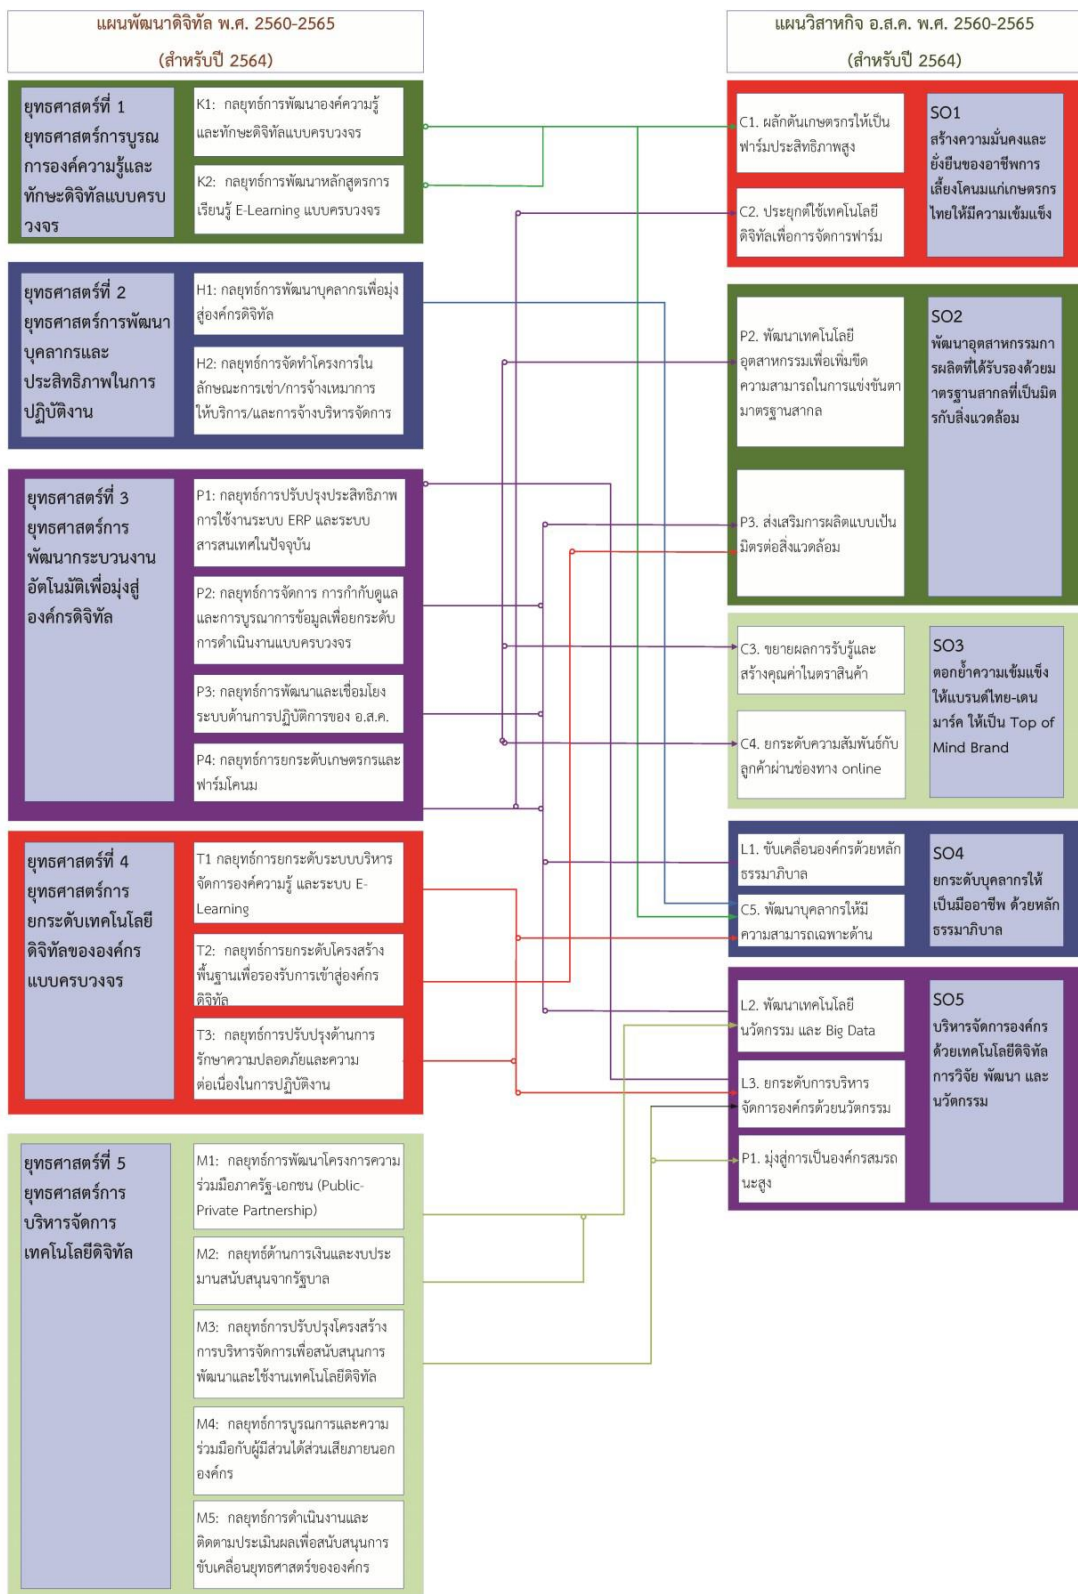 แผนพัฒนาดิจิทัล พ.ศ. 2560-2565
(สำหรับปี 2564)
ยุทธศาสตร์ที่ 1
ยุทธศาสตร์การบูรณ
การองค์ความรู้และ
ทักษะดิจิทัลแบบครบ
วงจร
K1: กลยุทธ์การพัฒนาองค์ความรู้
และทักษะดิจิทัลแบบครบวงจร
K2: กลยุทธ์การพัฒนาหลักสูตรการ
เรียนรู้ E-Learning แบบครบวงจร
ยุทธศาสตร์ที่ 2
ยุทธศาสตร์การพัฒนา
บุคลากรและ
ประสิทธิภาพในการ
ปฏิบัติงาน
H1: กลยุทธ์การพัฒนาบุคลากรเพื่อมุ่ง
สู่องค์กรดิจิทัล
H2: กลยุทธ์การจัดทำโครงการใน
ลักษณะการเช่า/การจ้างเหมาการ
ให้บริการ/และการจ้างบริหารจัดการ
ยุทธศาสตร์ที่ 3
ยุทธศาสตร์การ
พัฒนากระบวนงาน
อัตโนมัติเพื่อมุ่งสู่
องค์กรดิจิทัล
P1: กลยุทธ์การปรับปรุงประสิทธิภาพ
การใช้งานระบบ ERP และระบบ
สารสนเทศในปัจจุบัน
P2: กลยุทธ์การจัดการ การกำกับดูแล
และการบูรณาการข้อมูลเพื่อยกระดับ
การดำเนินงานแบบครบวงจร
P3: กลยุทธ์การพัฒนาและเชื่อมโยง
ระบบด้านการปฏิบัติการของ อ.ส.ค.
P4: กลยุทธ์การยกระดับเกษตรกรและ
ฟาร์มโคนม
ยุทธศาสตร์ที่ 4
ยุทธศาสตร์การ
ยกระดับเทคโนโลยี
ดิจิทัลขององค์กร
แบบครบวงจร
T1 กลยุทธ์การยกระดับระบบบริหาร
จัดการองค์ความรู้ และระบบ E-
Learning
T2: กลยุทธ์การยกระดับโครงสร้าง
พื้นฐานเพื่อรองรับการเข้าสู่องค์กร
ดิจิทัล
T3: กลยุทธ์การปรับปรุงด้านการ
รักษาความปลอดภัยและความ
ต่อเนื่องในการปฏิบัติงาน
ยุทธศาสตร์ที่ 5
ยุทธศาสตร์การ
บริหารจัดการ
เทคโนโลยีดิจิทัล
M1: กลยุทธ์การพัฒนาโครงการความ
ร่วมมือภาครัฐ-เอกชน (Public-
Private Partnership)
M2: กลยุทธ์ด้านการเงินและงบประ
มานสนับสนุนจากรัฐบาล
M3: กลยุทธ์การปรับปรุงโครงสร้าง
การบริหารจัดการเพื่อสนับสนุนการ
พัฒนาและใช้งานเทคโนโลยีดิจิทัล
M4: กลยุทธ์การบูรณการและความ
ร่วมมือกับผู้มีส่วนได้ส่วนเสียภายนอก
องค์กร
M5: กลยุทธ์การดำเนินงานและ
ติดตามประเมินผลเพื่อสนับสนุนการ
ขับเคลื่อนยุทธศาสตร์ขององค์กร
แผนวิสาหกิจ อ.ส.ค. พ.ศ. 2560-2565
(สำหรับปี 2564)
C1. ผลักดันเกษตรกรให้เป็น
ฟาร์มประสิทธิภาพสูง
C2. ประยุกต์ใช้เทคโนโลยี
ดิจิทัลเพื่อการจัดการฟาร์ม
SO1
สร้างความมั่นคงและ
ยั่งยืนของอาชีพการ
เลี้ยงโคนมแก่เกษตรกร
ไทยให้มีความเข้มแข็ง
P2. พัฒนาเทคโนโลยี
อุตสาหกรรมเพื่อเพิ่มขีด
ความสามารถในการแข่งขันตา
มาตรฐานสากล
P3. ส่งเสริมการผลิตแบบเป็น
มิตรต่อสิ่งแวดล้อม
SO2
พัฒนาอุตสาหกรรมกา
รผลิตที่ได้รับรองด้วยม
าตรฐานสากลที่เป็นมิต
รกับสิ่งแวดล้อม
C3. ขยายผลการรับรู้และ
สร้างคุณค่าในตราสินค้า
C4. ยกระดับความสัมพันธ์กับ
ลูกค้าผ่านช่องทาง online
SO3
ตอกย้ำความเข้มแข็ง
ให้แบรนด์ไทย-เดน
มาร์ค ให้เป็น Top of
Mind Brand
L1. ขับเคลื่อนองค์กรด้วยหลัก
ธรรมาภิบาล
C5. พัฒนาบุคลากรให้มี
ความสามารถเฉพาะด้าน
SO4
ยกระดับบุคลากรให้
เป็นมืออาชีพ ด้วยหลัก
ธรรมาภิบาล
L2. พัฒนาเทคโนโลยี
นวัตกรรม และ Big Data
L3. ยกระดับการบริหาร
จัดการองค์กรด้วยนวัตกรรม
P1. มุ่งสู่การเป็นองค์กรสมรถ
นะสูง
SO5
บริหารจัดการองค์กร
ด้วยเทคโนโลยีดิจิทัล
การวิจัย พัฒนา และ
นวัตกรรม